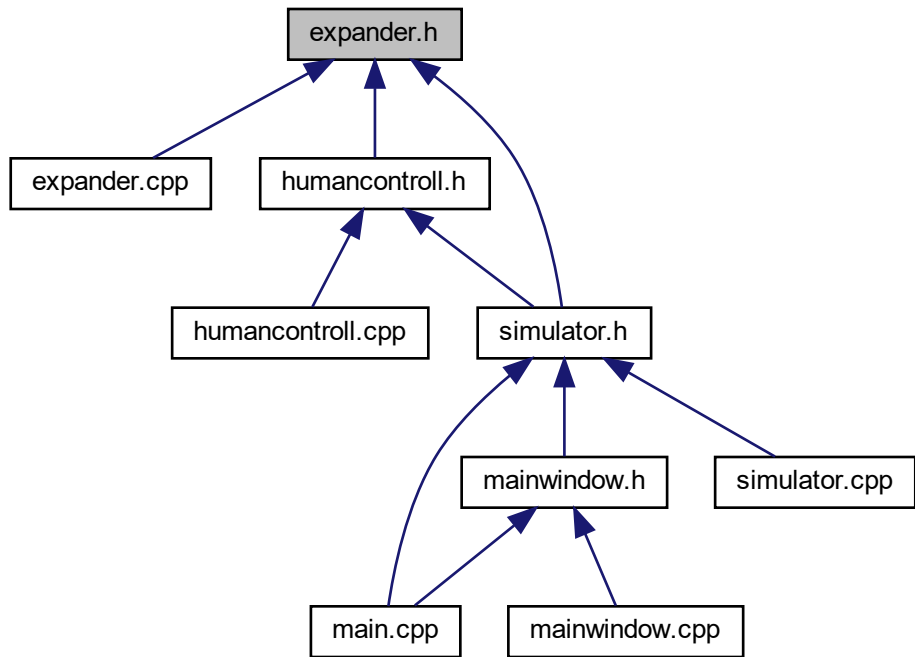 expander.h
expander.cpp
humancontroll.h
humancontroll.cpp
simulator.h
mainwindow.h
simulator.cpp
main.cpp
mainwindow.cpp